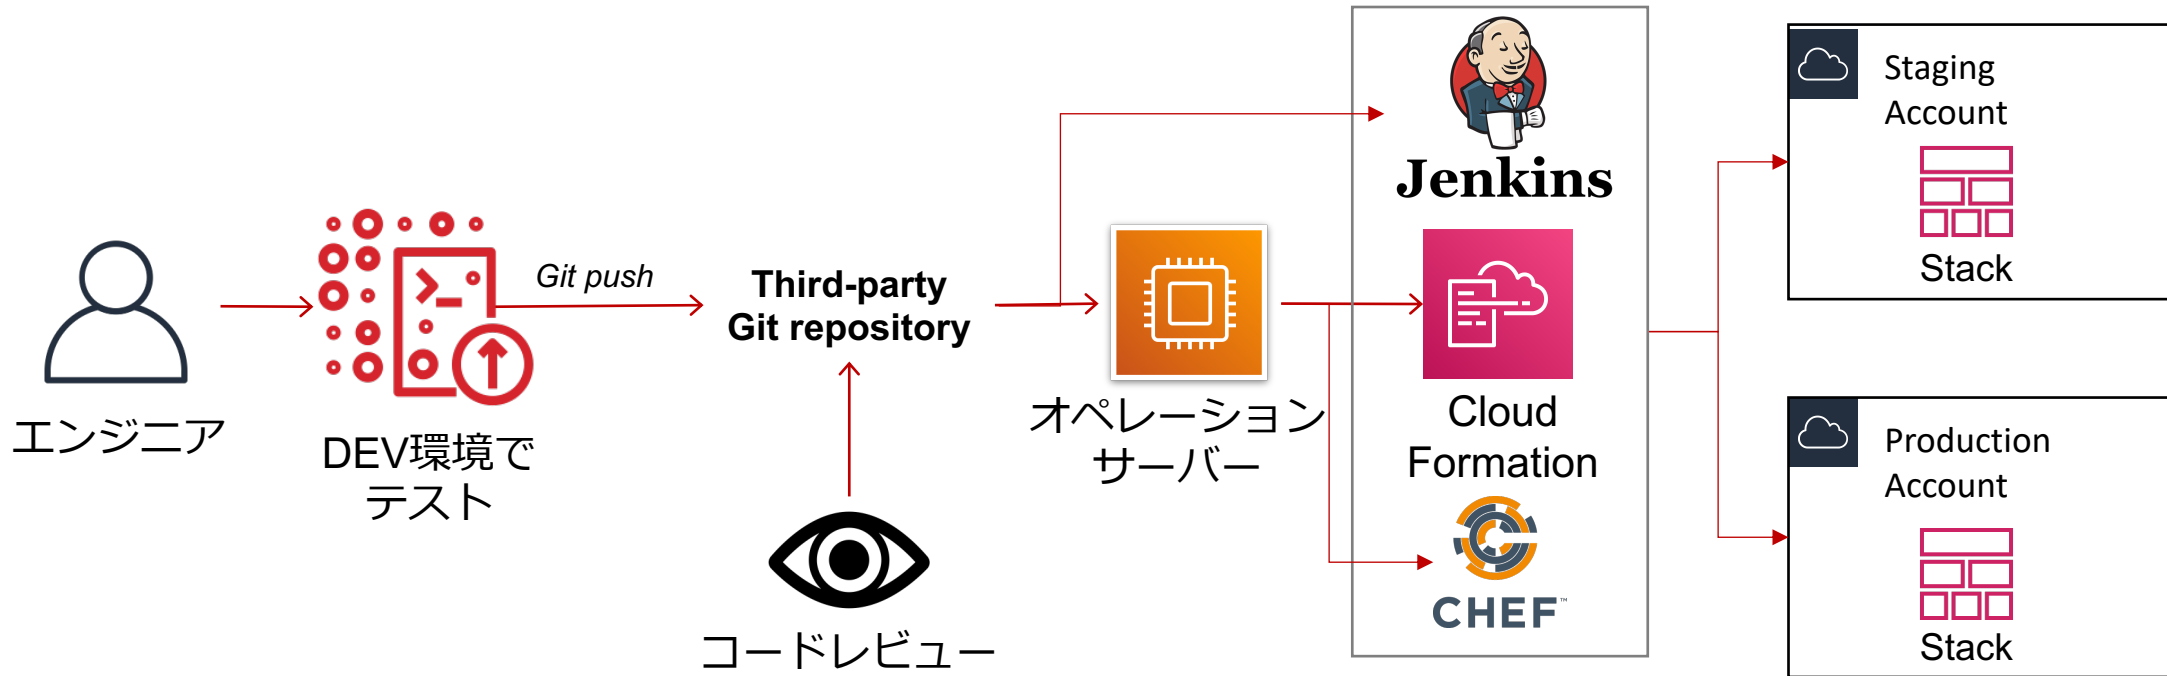 エンジニア
DEV環境で
テスト
Git push
Third-party
Git repository
コードレビュー
オペレーション
サーバー
Jenkins
Cloud
Formation
CHEF™
Staging
Account
Stack
Production
Account
Stack